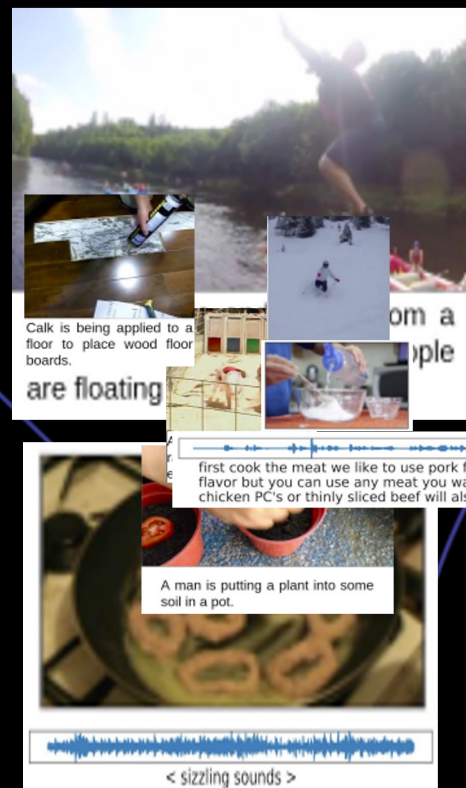 om a
Calk is being applied to a
floor to place wood floor
boards.
ople
are floating
first cook the meat we like to use pork f
flavor but you can use any meat you wa
chicken PC's or thinly sliced beef will als
A man is putting a plant into some
soil in a pot.
< sizzling sounds >